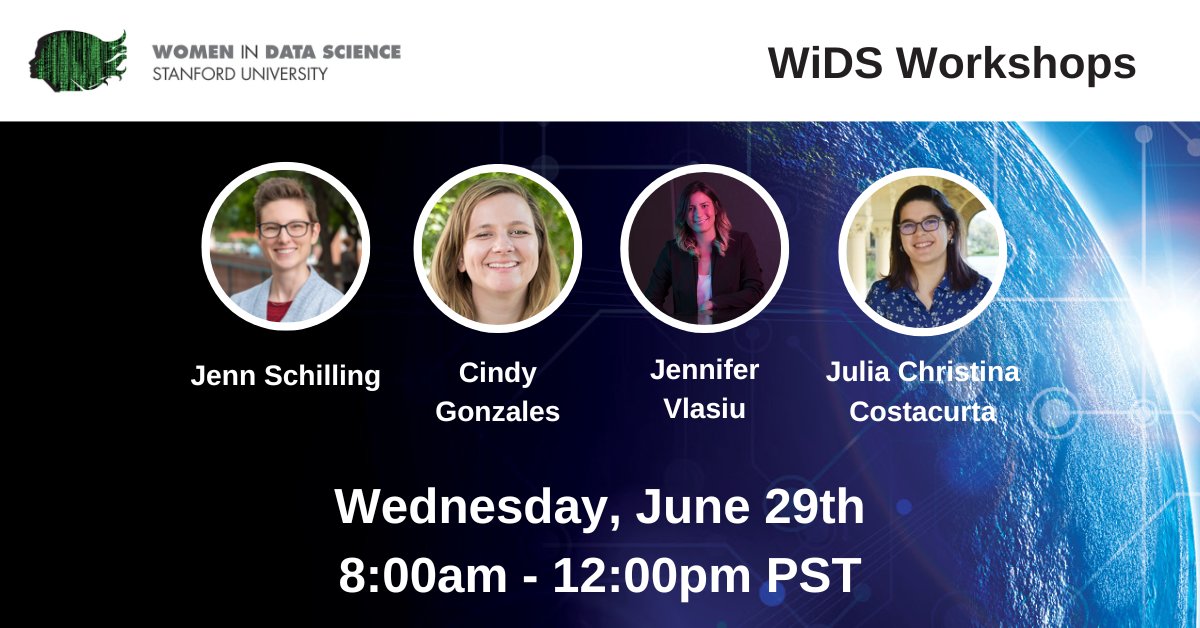 WOMEN IN DATA SCIENCE
STANFORD UNIVERSITY
WiDS Workshops
Jenn Schilling
Cindy
Gonzales
Jennifer
Vlasiu
Julia Christina
Costacurta
Wednesday, June 29th
8:00am - 12:00pm PST